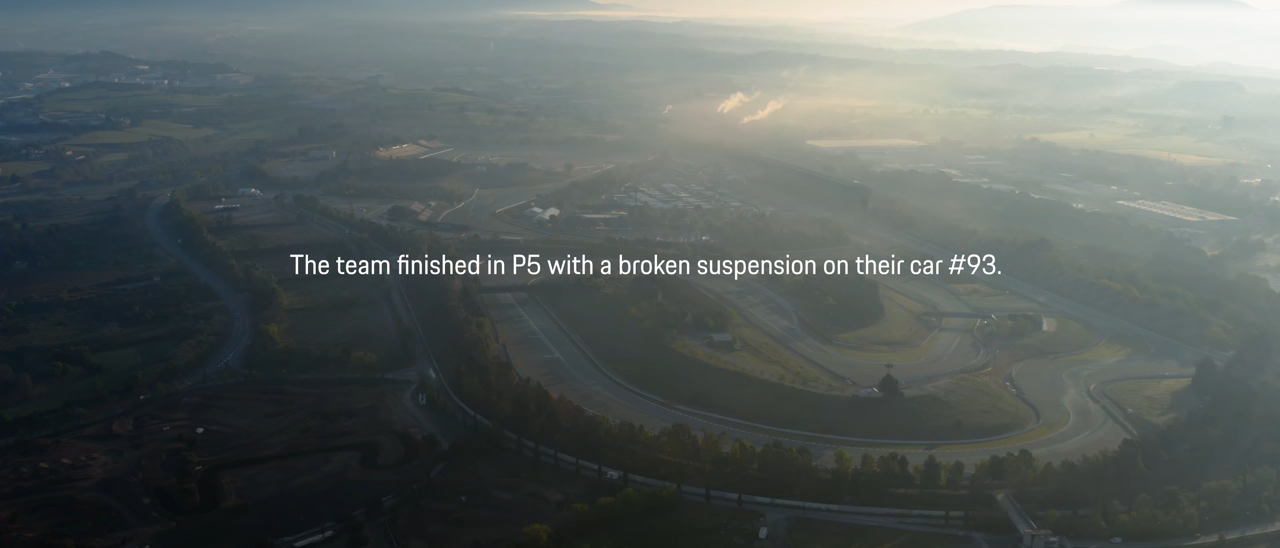 The team finished in P5 with a broken suspension on their car #93.